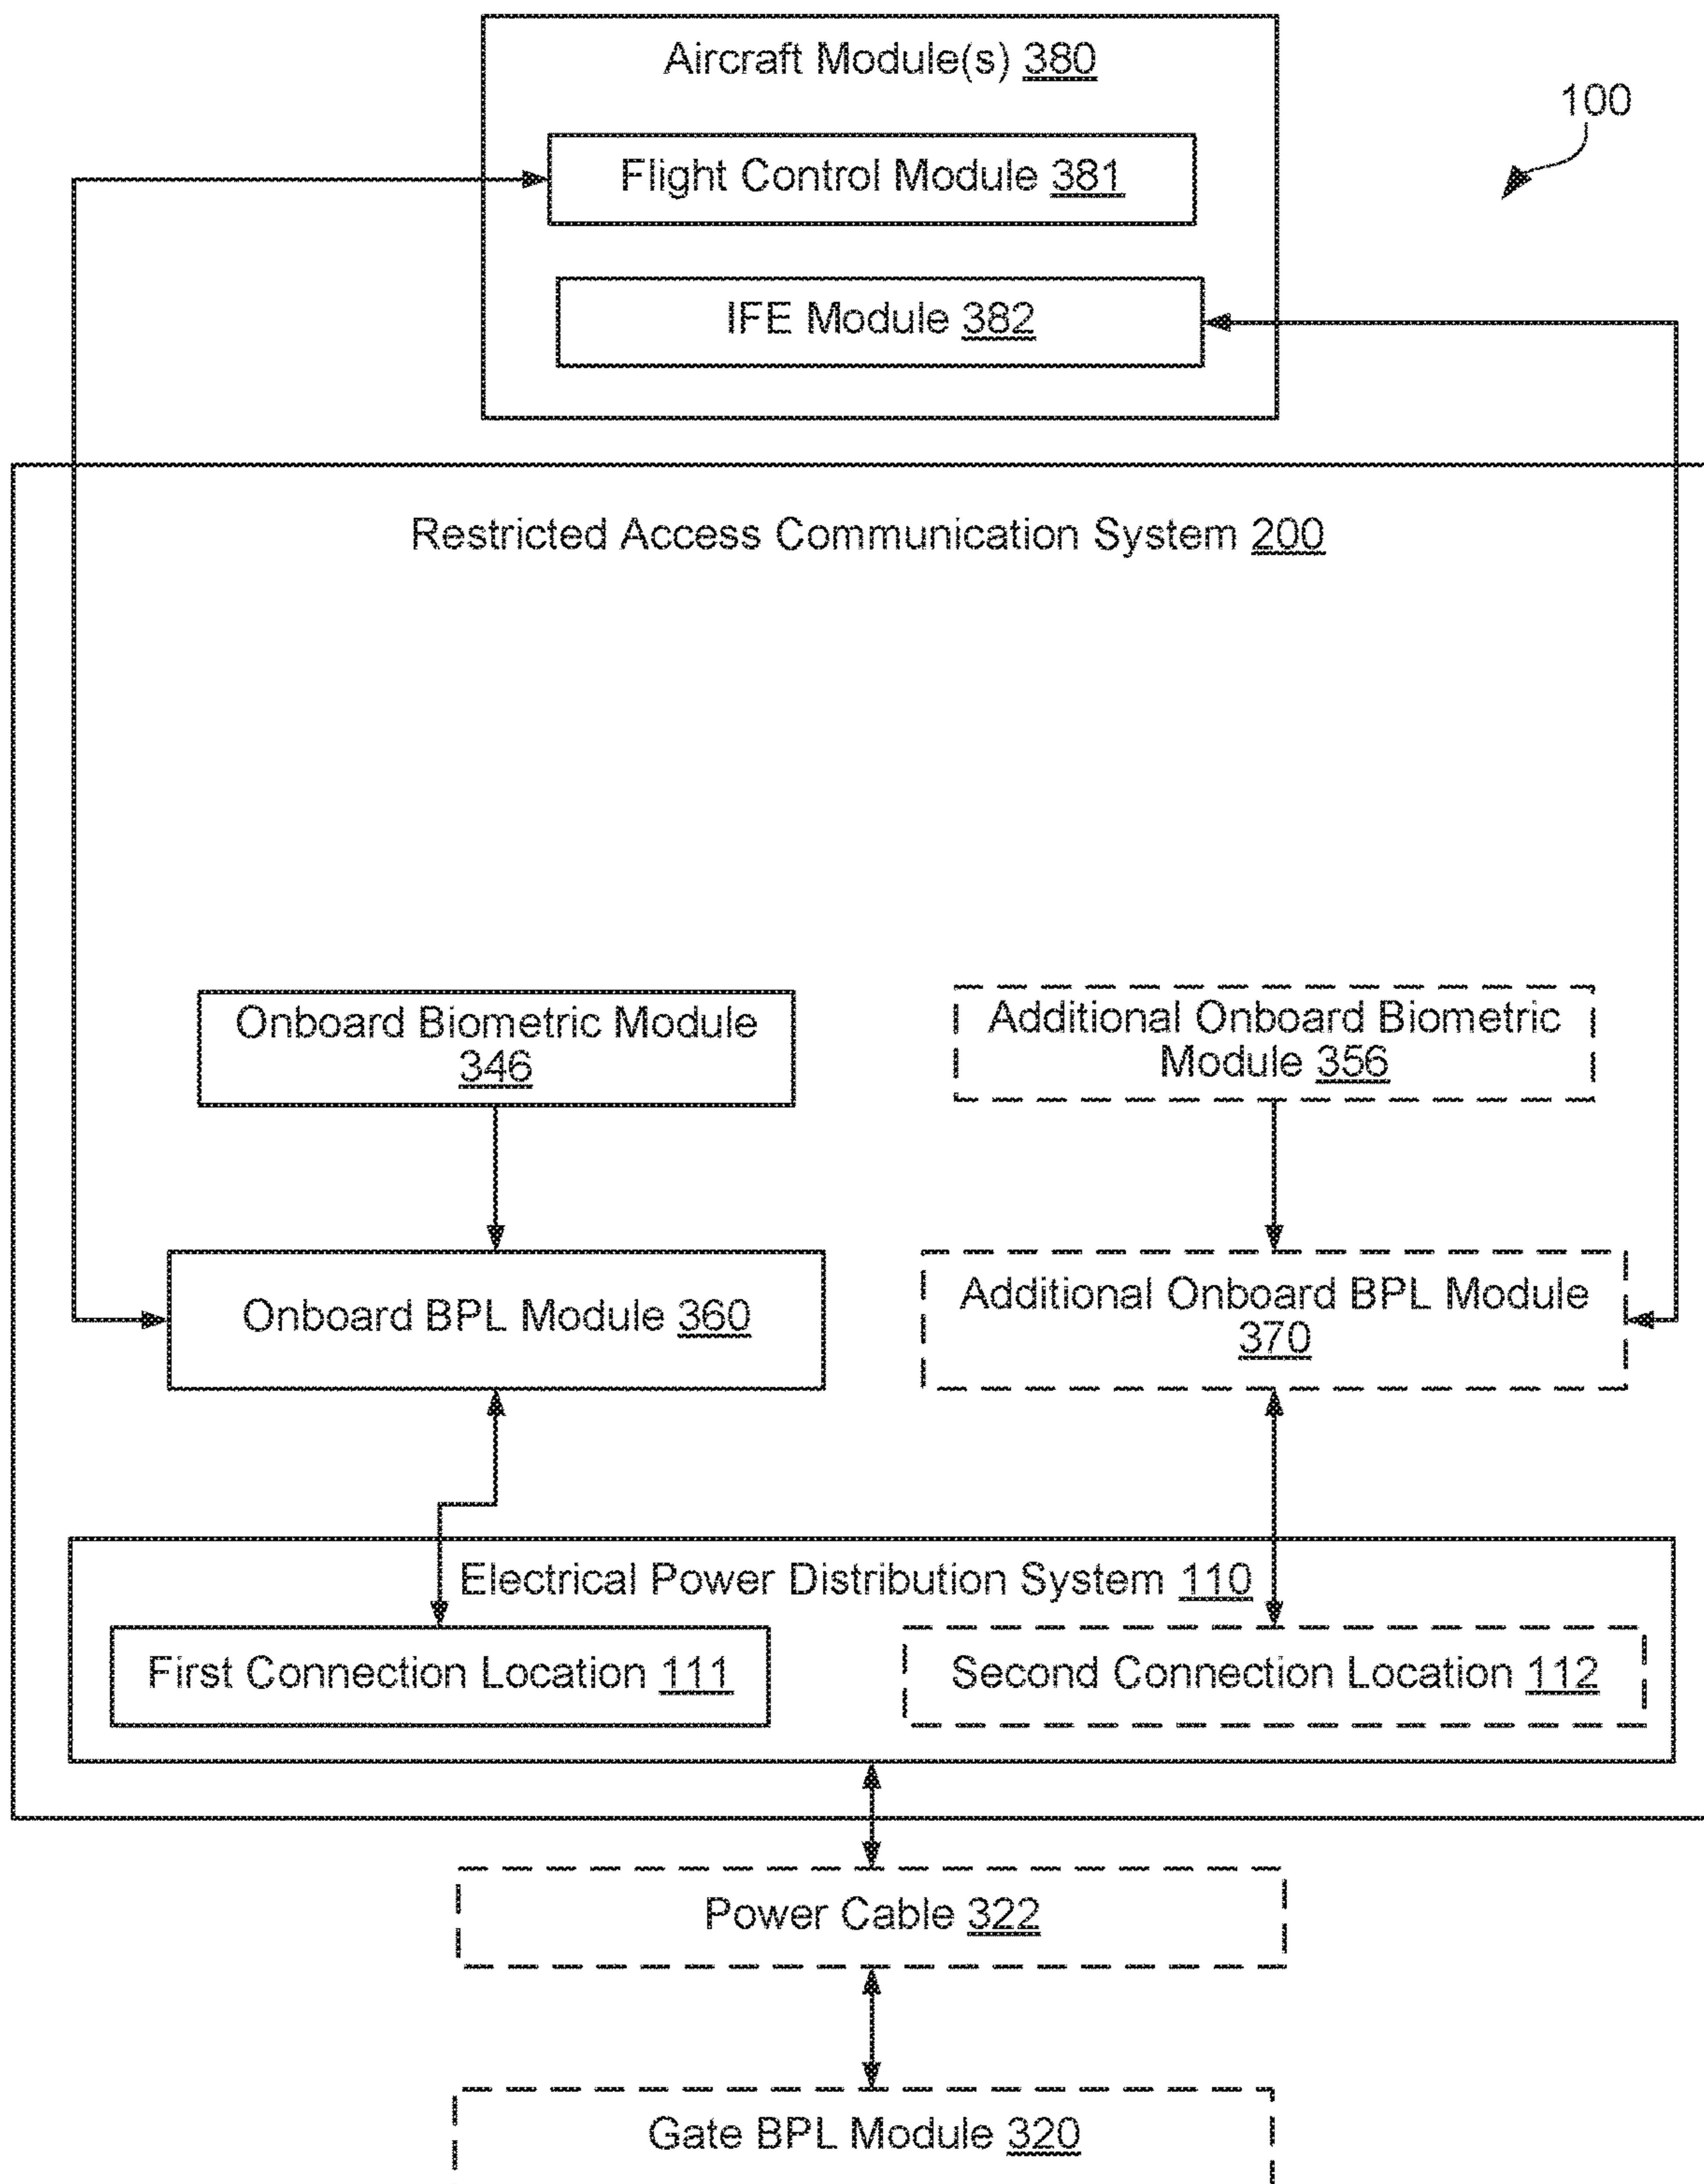 Aircraft Module(s) 380
100
Flight Control Module 381
IFE Module 382
Restricted Access Communication System 200
Onboard Biometric Module
346
Additional Onboard Biometric
Module 356
Onboard BPL Module 360
Additional Onboard BPL Module
370
Electrical Power Distribution System 110
First Connection Location 111
Second Connection Location 112
Power Cable 322
Gate BPL Module 320